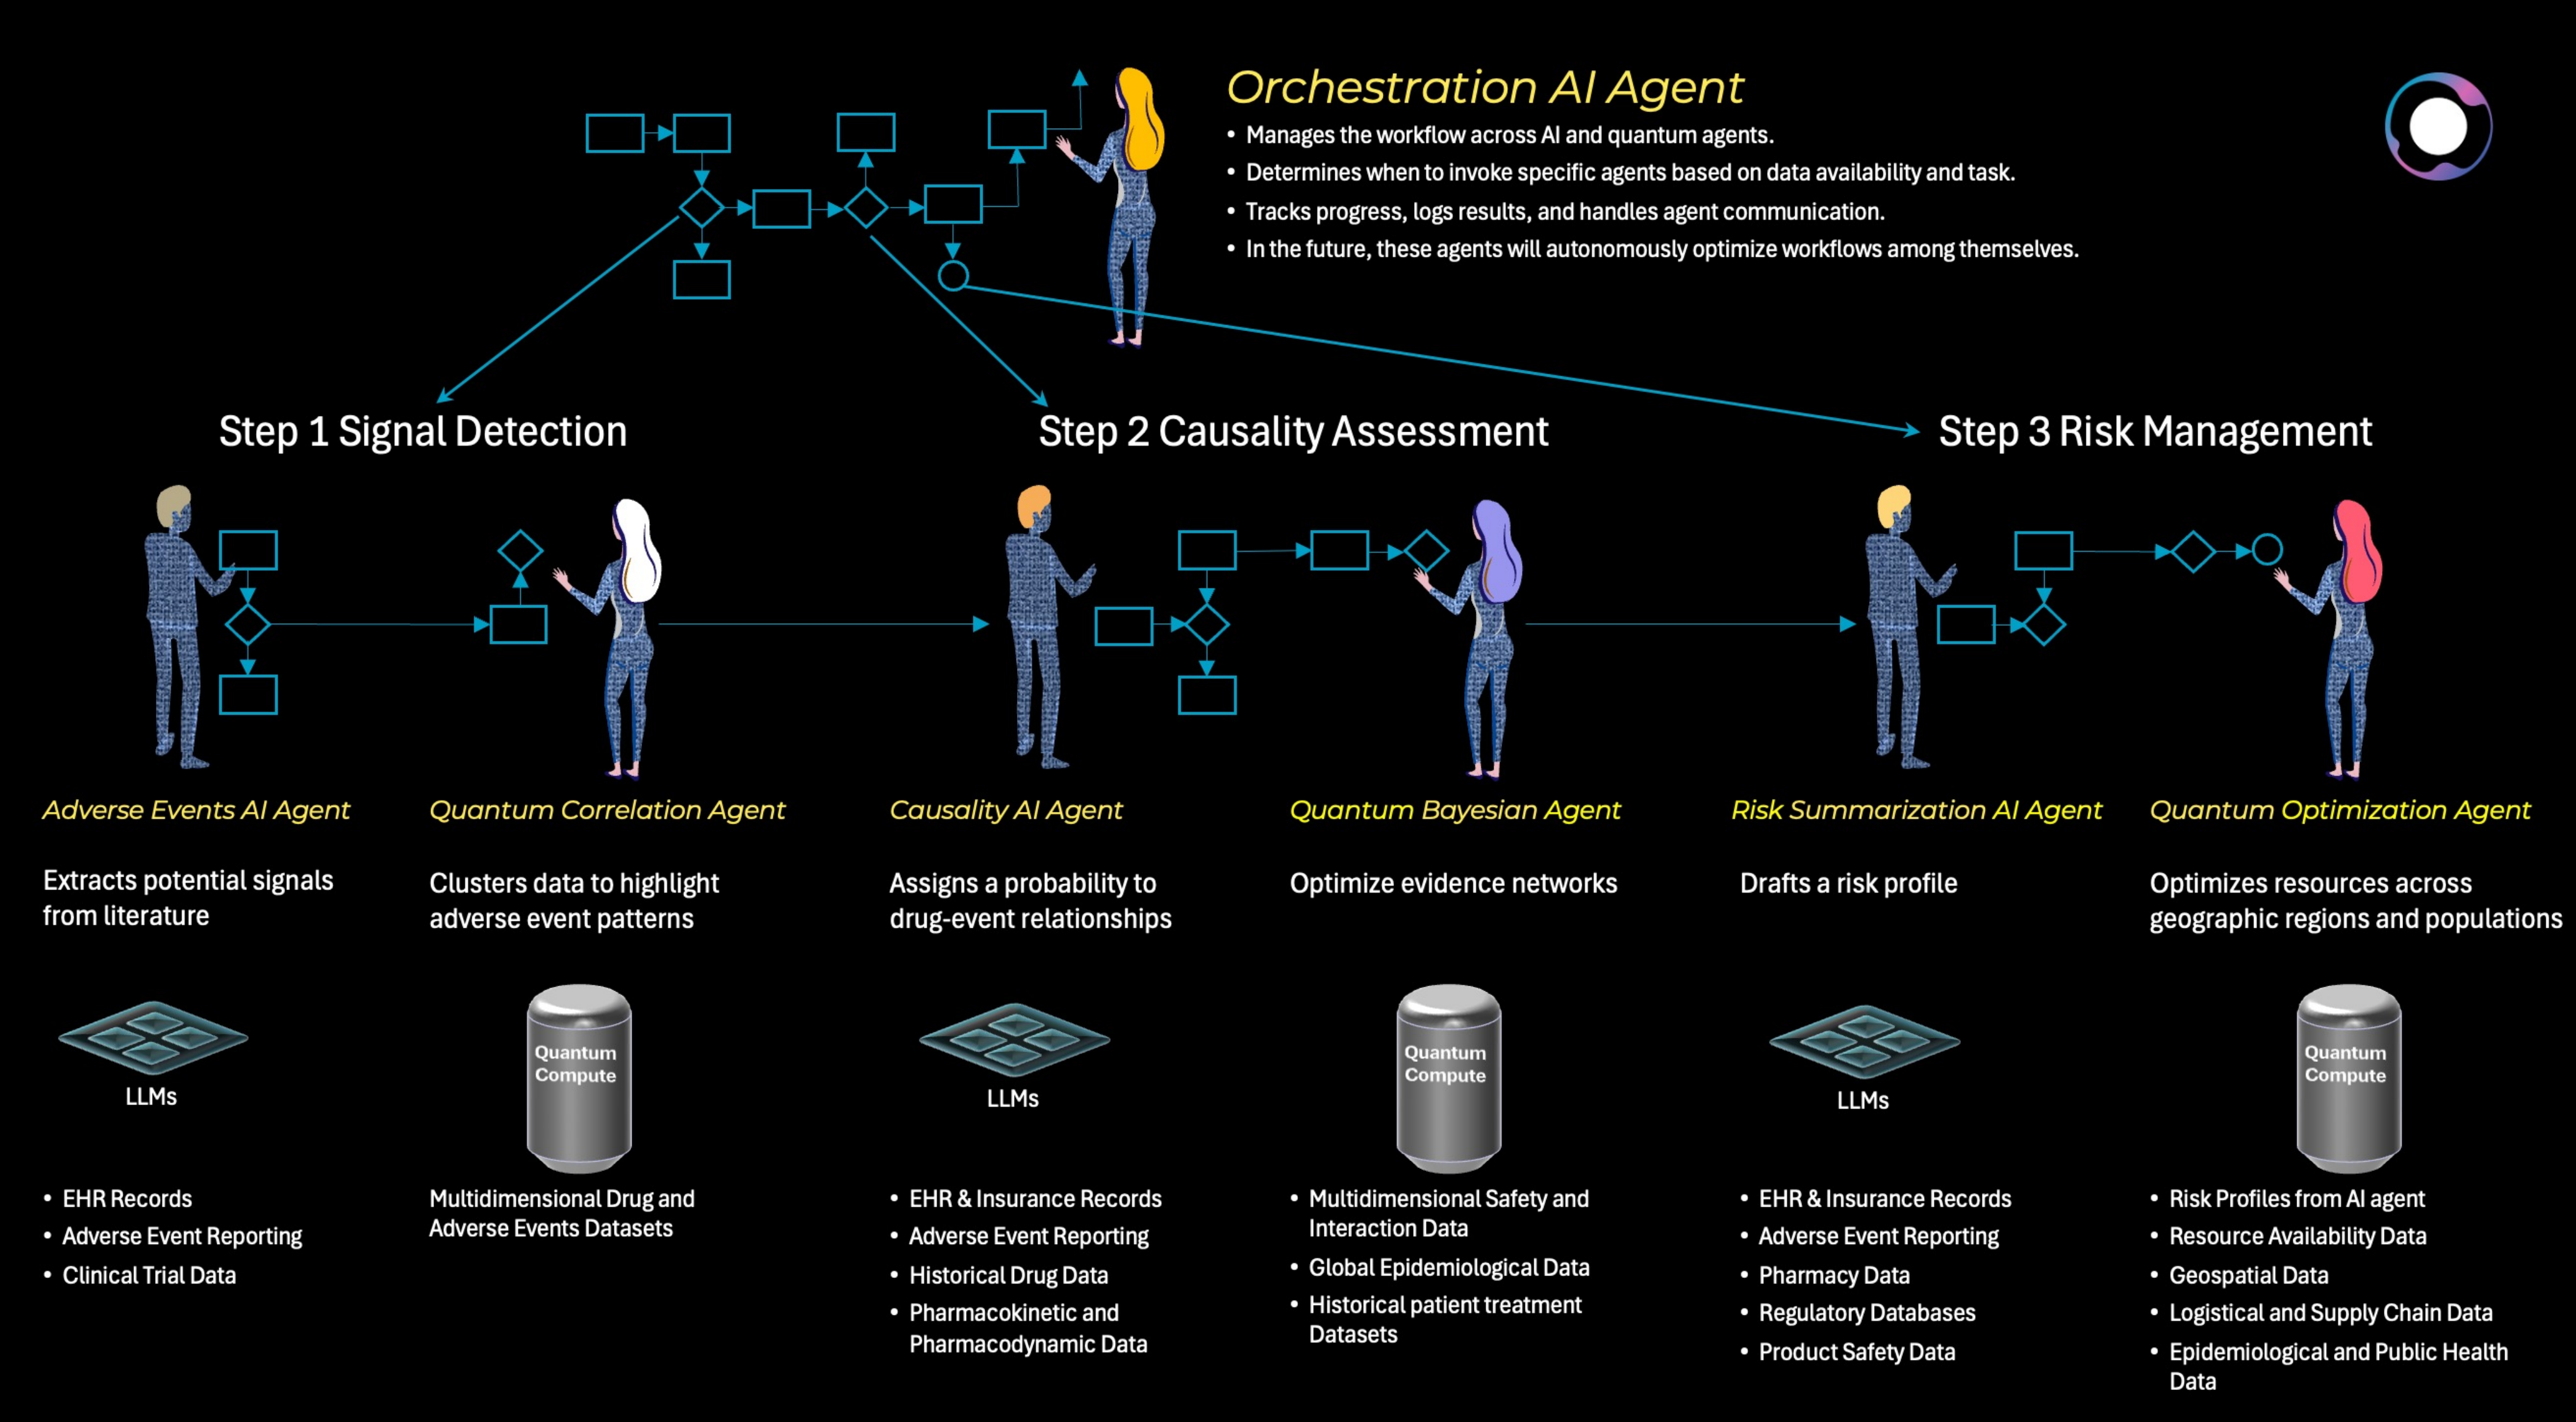 Orchestration AI Agent
• Manages the workflow across AI and quantum agents.
• Determines when to invoke specific agents based on data availability and task.
• Tracks progress, logs results, and handles agent communication.
• In the future, these agents will autonomously optimize workflows among themselves.
Step 1 Signal Detection
Step 2 Causality Assessment
Step 3 Risk Management
Adverse Events AI Agent
Extracts potential signals
from literature
LLMs
• EHR Records
• Adverse Event Reporting
• Clinical Trial Data
Quantum Correlation Agent
Clusters data to highlight
adverse event patterns
Quantum
Compute
Multidimensional Drug and
Adverse Events Datasets
Causality AI Agent
Assigns a probability to
drug-event relationships
LLMs
• EHR & Insurance Records
• Adverse Event Reporting
• Historical Drug Data
• Pharmacokinetic and
Pharmacodynamic Data
Quantum Bayesian Agent
Optimize evidence networks
Quantum
Compute
• Multidimensional Safety and
Interaction Data
• Global Epidemiological Data
• Historical patient treatment
Datasets
Risk Summarization AI Agent
Drafts a risk profile
LLMs
• EHR & Insurance Records
• Adverse Event Reporting
• Pharmacy Data
• Regulatory Databases
• Product Safety Data
Quantum Optimization Agent
Optimizes resources across
geographic regions and populations
Quantum
Compute
• Risk Profiles from AI agent
• Resource Availability Data
• Geospatial Data
• Logistical and Supply Chain Data
• Epidemiological and Public Health
Data